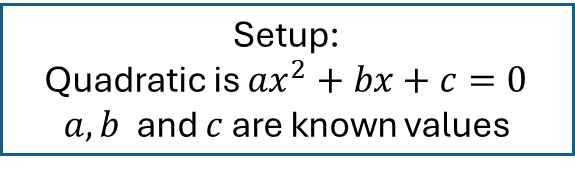 Setup:
Quadratic is 𝑎𝑥² + 𝑏𝑥 + 𝑐 = 0
𝑎, 𝑏 and 𝑐 are known values